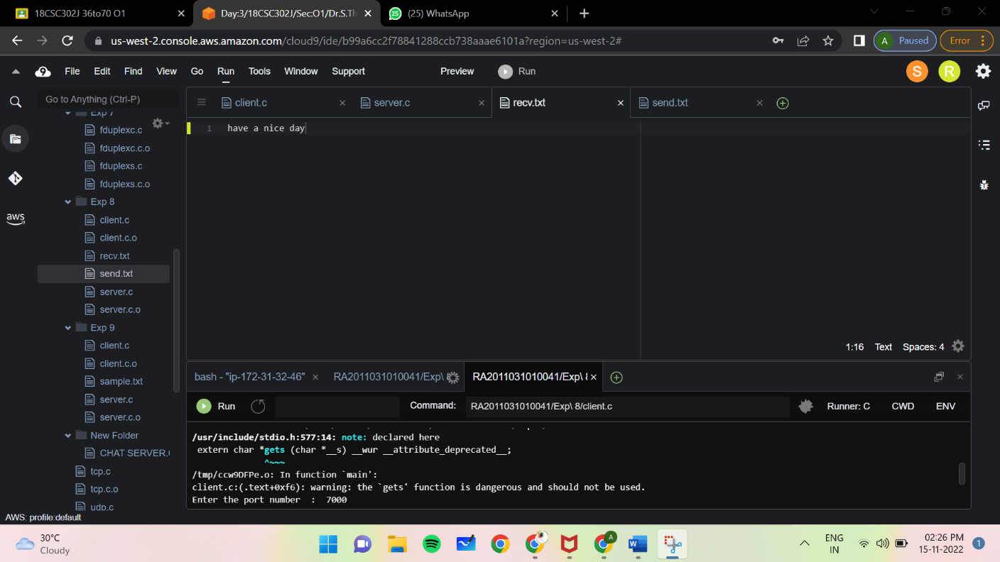 18CSC302J 36to70 O1
Day:3/18CSC302J/Sec:O1/Dr.S.Th
(25) WhatsApp
us-west-2.console.aws.amazon.com/cloud9/ide/b99a6cc2f78841288ccb738aaae6101a?region=us-west-2#
A Paused
Error
9 File Edit Find View Go Run Tools Window Support Preview Run
S R
Go to Anything (Ctrl-P)
client.c
server.c
recv.txt
send.txt
1 have a nice day
Exp 7
fduplexc.c
fduplexc.c.o
fduplexs.c
fduplexs.c.o
Exp 8
client.c
client.c.o
recv.txt
send.txt
server.c
server.c.o
Exp 9
client.c
client.c.o
sample.txt
server.c
server.c.o
New Folder
CHAT SERVER.
tcp.c
tcp.c.o
udp.c
aws
1:16 Text Spaces: 4
bash - "ip-172-31-32-46"
RA2011031010041/Exp\
RA2011031010041/Exp\
Run
Command: RA2011031010041/Exp\ 8/client.c
Runner: C CWD ENV
/usr/include/stdio.h:577:14: note: declared here
extern char *gets (char *__s) __wur __attribute_deprecated__;
^~~~
/tmp/ccw9DFPe.o: In function `main':
client.c:(.text+0xf6): warning: the `gets' function is dangerous and should not be used.
Enter the port number : 7000
AWS: profile:default
30°C
Cloudy
A
W
ENG
IN
02:26 PM
15-11-2022
1